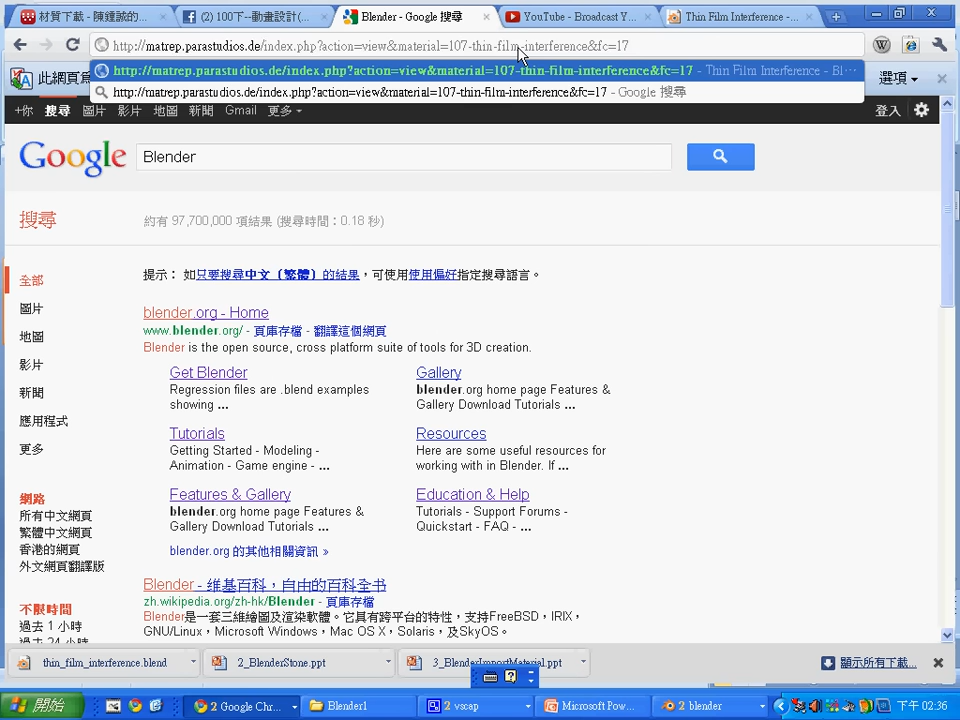 材質下載 - 陳鍾誠的...
(2) 100下--動畫設計(...
Blender - Google 搜尋
YouTube - Broadcast Y...
Thin Film Interference - ...
http://matrep.parastudios.de/index.php?action=view&material=107-thin-film-interference&fc=17
http://matrep.parastudios.de/index.php?action=view&material=107-thin-film-interference&fc=17 - Thin Film Interference - Bl...
http://matrep.parastudios.de/index.php?action=view&material=107-thin-film-interference&fc=17 - Google 搜尋
此網頁為
選項
+你 搜尋 圖片 影片 地圖 新聞 Gmail 更多
登入
Google
Blender
搜尋
約有 97,700,000 項結果 (搜尋時間：0.18 秒)
提示： 如只要搜尋中文（繁體）的結果，可使用使用偏好指定搜尋語言。
全部
圖片
地圖
影片
新聞
應用程式
更多
網路
所有中文網頁
繁體中文網頁
香港的網頁
外文網頁翻譯版
不限時間
過去 1 小時
過去 24 小時
blender.org - Home
www.blender.org/ - 頁庫存檔 - 翻譯這個網頁
Blender is the open source, cross platform suite of tools for 3D creation.
Get Blender
Regression files are .blend examples
showing ...
Gallery
blender.org home page Features &
Gallery Download Tutorials ...
Tutorials
Getting Started - Modeling -
Animation - Game engine - ...
Resources
Here are some useful resources for
working with in Blender. If ...
Features & Gallery
blender.org home page Features &
Gallery Download Tutorials ...
Education & Help
Tutorials - Support Forums -
Quickstart - FAQ - ...
blender.org 的其他相關資訊 »
Blender - 维基百科，自由的百科全书
zh.wikipedia.org/zh-hk/Blender - 頁庫存檔
Blender是一套三維繪圖及渲染軟體。它具有跨平台的特性，支持FreeBSD，IRIX，
GNU/Linux，Microsoft Windows，Mac OS X，Solaris，及SkyOS。
thin_film_interference.blend
2_BlenderStone.ppt
3_BlenderImportMaterial.ppt
顯示所有下載...
開始
2 Google Chr...
Blender1
2 vscap
Microsoft Pow...
2 blender
下午 02:36